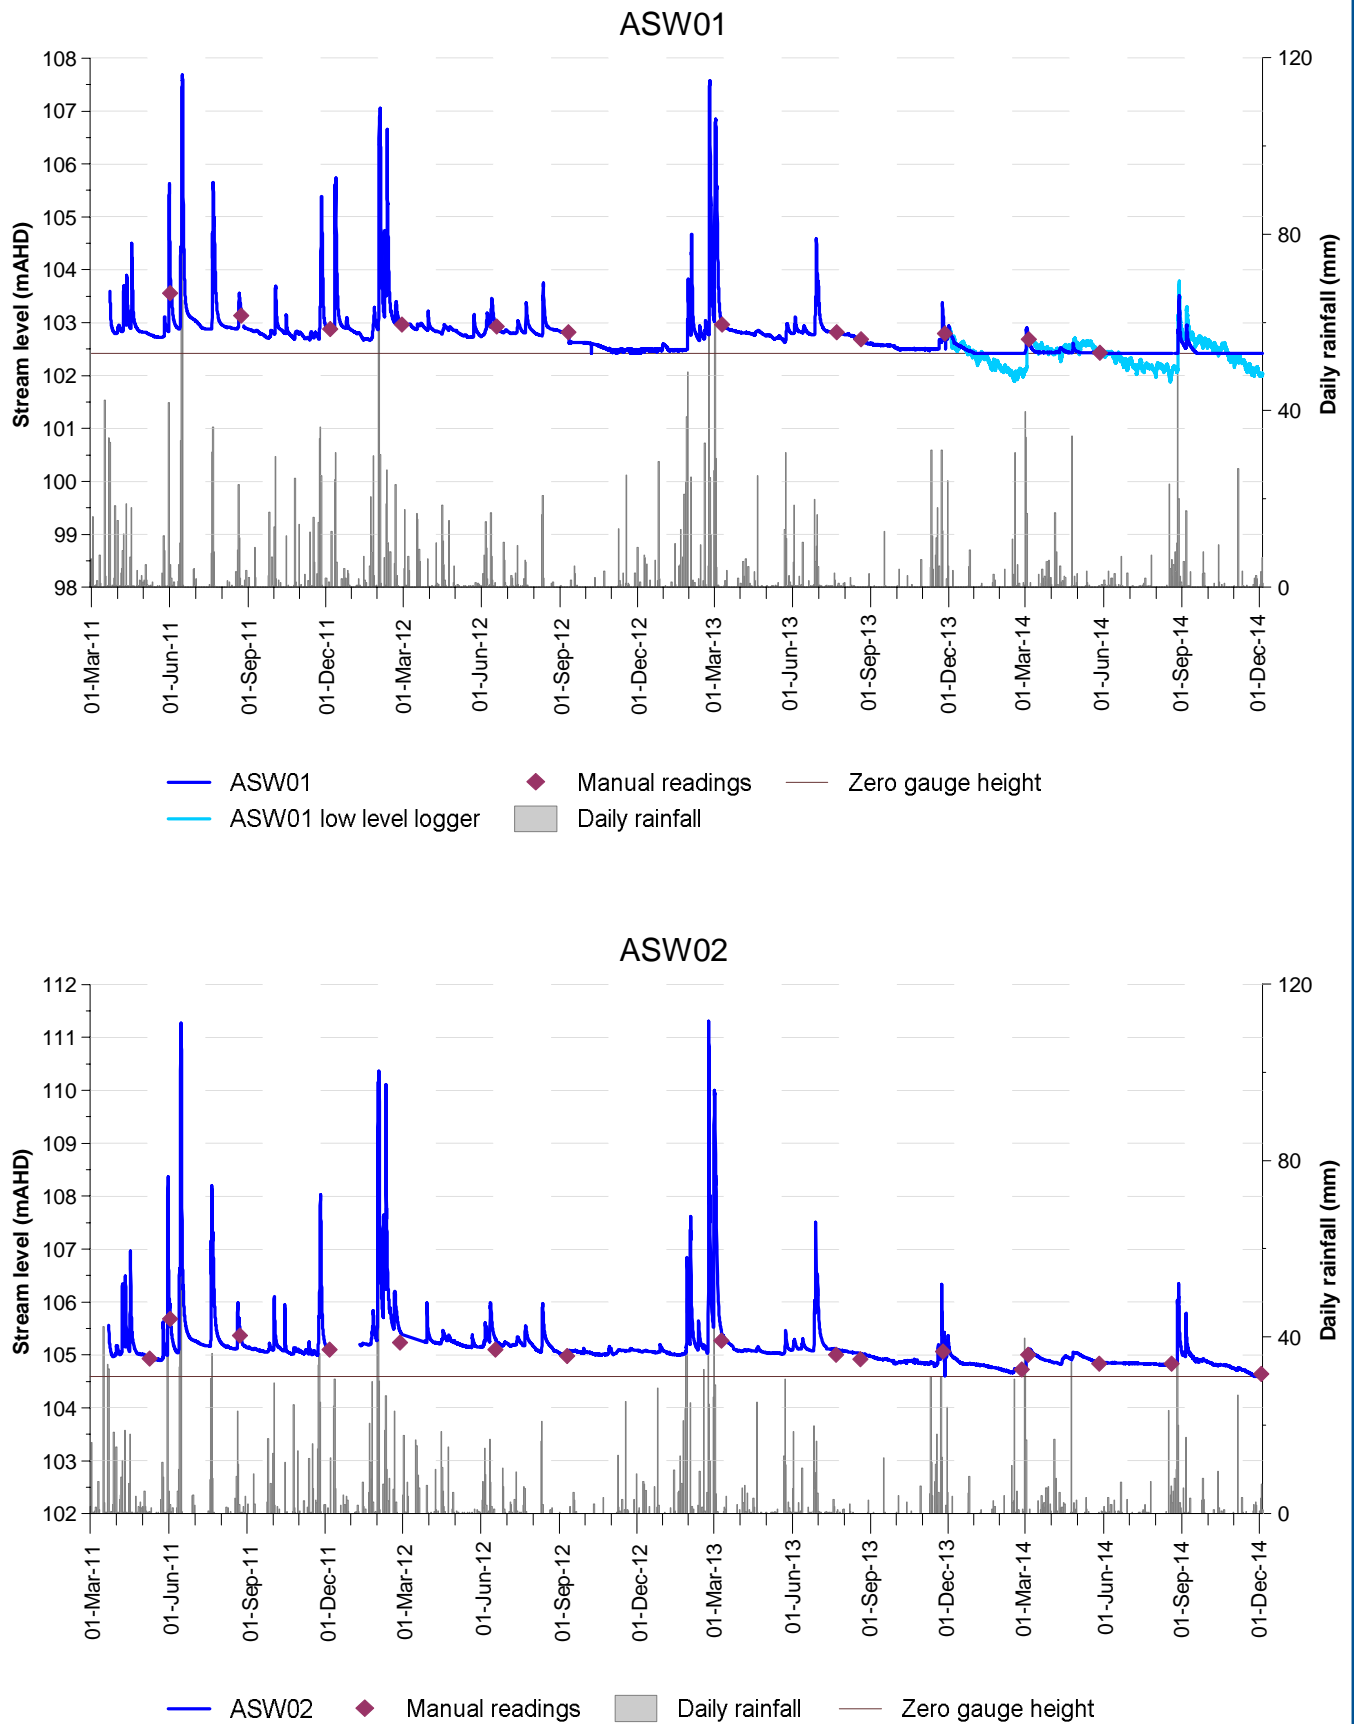 ASW01
108
107
106
105
104
103
102
101
100
99
98
Stream level (mAHD)
120
80
40
0
Daily rainfall (mm)
01-Mar-11
01-Jun-11
01-Sep-11
01-Dec-11
01-Mar-12
01-Jun-12
01-Sep-12
01-Dec-12
01-Mar-13
01-Jun-13
01-Sep-13
01-Dec-13
01-Mar-14
01-Jun-14
01-Sep-14
01-Dec-14
ASW01
Manual readings
Zero gauge height
ASW01 low level logger
Daily rainfall
ASW02
112
111
110
109
108
107
106
105
104
103
102
Stream level (mAHD)
120
80
40
0
Daily rainfall (mm)
01-Mar-11
01-Jun-11
01-Sep-11
01-Dec-11
01-Mar-12
01-Jun-12
01-Sep-12
01-Dec-12
01-Mar-13
01-Jun-13
01-Sep-13
01-Dec-13
01-Mar-14
01-Jun-14
01-Sep-14
01-Dec-14
ASW02
Manual readings
Daily rainfall
Zero gauge height